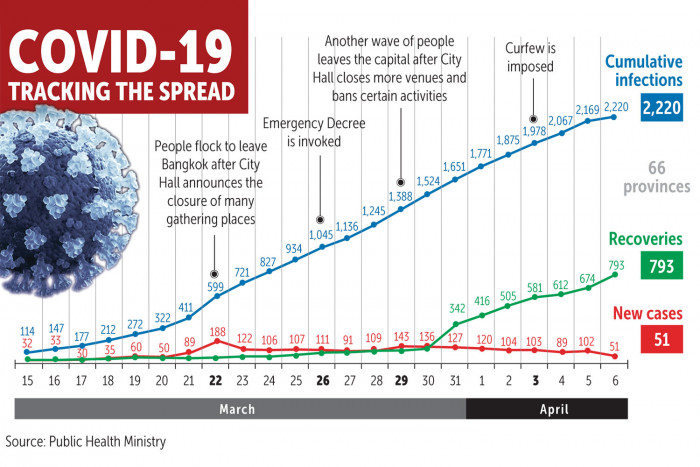 COVID-19
TRACKING THE SPREAD
People flock to leave
Bangkok after City
Hall announces the
closure of many
gathering places
Emergency Decree
is invoked
Another wave of people
leaves the capital after City
Hall closes more venues and
bans certain activities
Curfew is
imposed
Cumulative
infections
2,220
66
provinces
Recoveries
793
New cases
51
114 147 177 212 272 322 411 599 721 827 934 1,045 1,136 1,245 1,388 1,524 1,651 1,771 1,875 1,978 2,067 2,169 2,220
342 416 505 581 612 674 793
32 33 30 35 60 50 89 188 122 106 107 111 91 109 143 136 127 120 104 103 89 102 51
15 16 17 18 19 20 21 22 23 24 25 26 27 28 29 30 31 1 2 3 4 5 6
March April
Source: Public Health Ministry